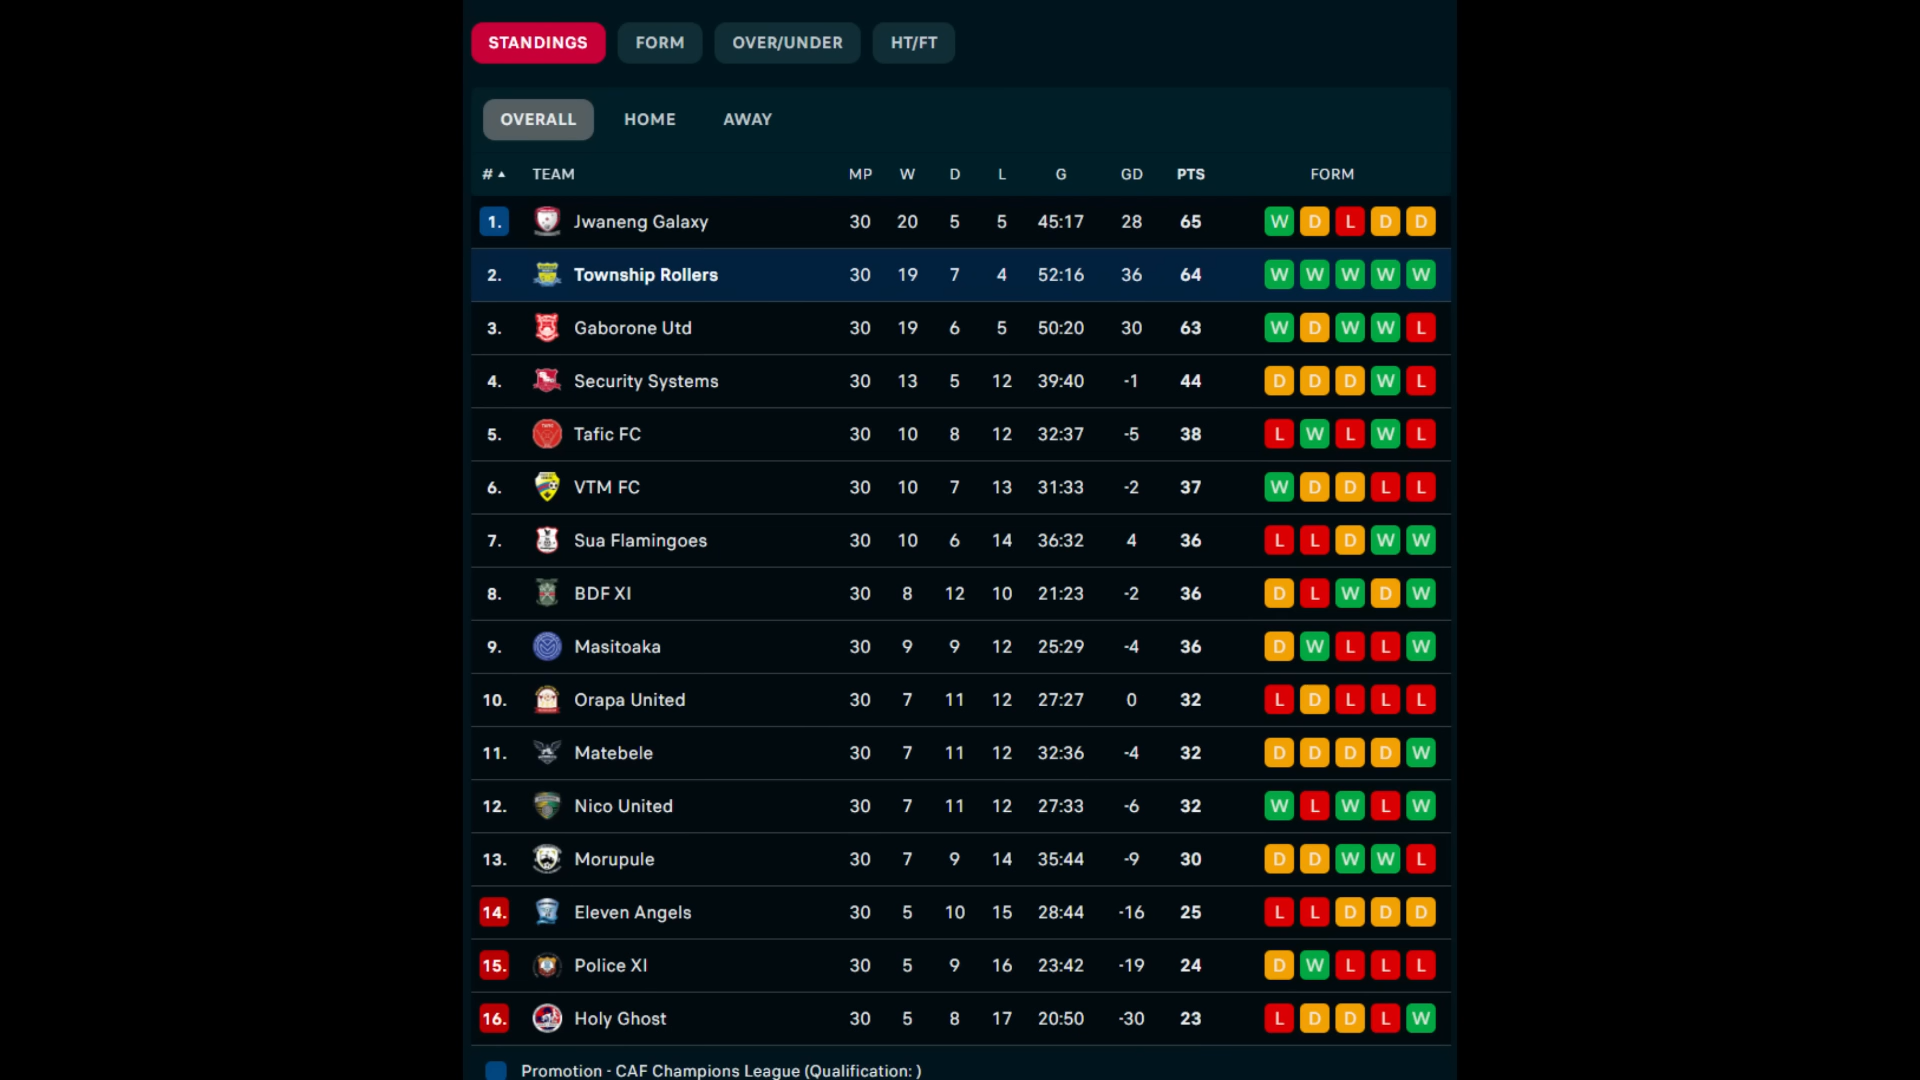 STANDINGS FORM OVER/UNDER HT/FT
OVERALL HOME AWAY
# TEAM MP W D L G GD PTS FORM
1. Jwaneng Galaxy 30 20 5 5 45:17 28 65 W D L D D
2. Township Rollers 30 19 7 4 52:16 36 64 W W W W W
3. Gaborone Utd 30 19 6 5 50:20 30 63 W D W W L
4. Security Systems 30 13 5 12 39:40 -1 44 D D D W L
5. Tafic FC 30 10 8 12 32:37 -5 38 L W L W L
6. VTM FC 30 10 7 13 31:33 -2 37 W D D L L
7. Sua Flamingoes 30 10 6 14 36:32 4 36 L L D W W
8. BDF XI 30 8 12 10 21:23 -2 36 D L W D W
9. Masitoaka 30 9 9 12 25:29 -4 36 D W L L W
10. Orapa United 30 7 11 12 27:27 0 32 L D L L L
11. Matebele 30 7 11 12 32:36 -4 32 D D D D W
12. Nico United 30 7 11 12 27:33 -6 32 W L W L W
13. Morupule 30 7 9 14 35:44 -9 30 D D W W L
14. Eleven Angels 30 5 10 15 28:44 -16 25 L L D D D
15. Police XI 30 5 9 16 23:42 -19 24 D W L L L
16. Holy Ghost 30 5 8 17 20:50 -30 23 L D D L W
Promotion - CAF Champions League (Qualification: )